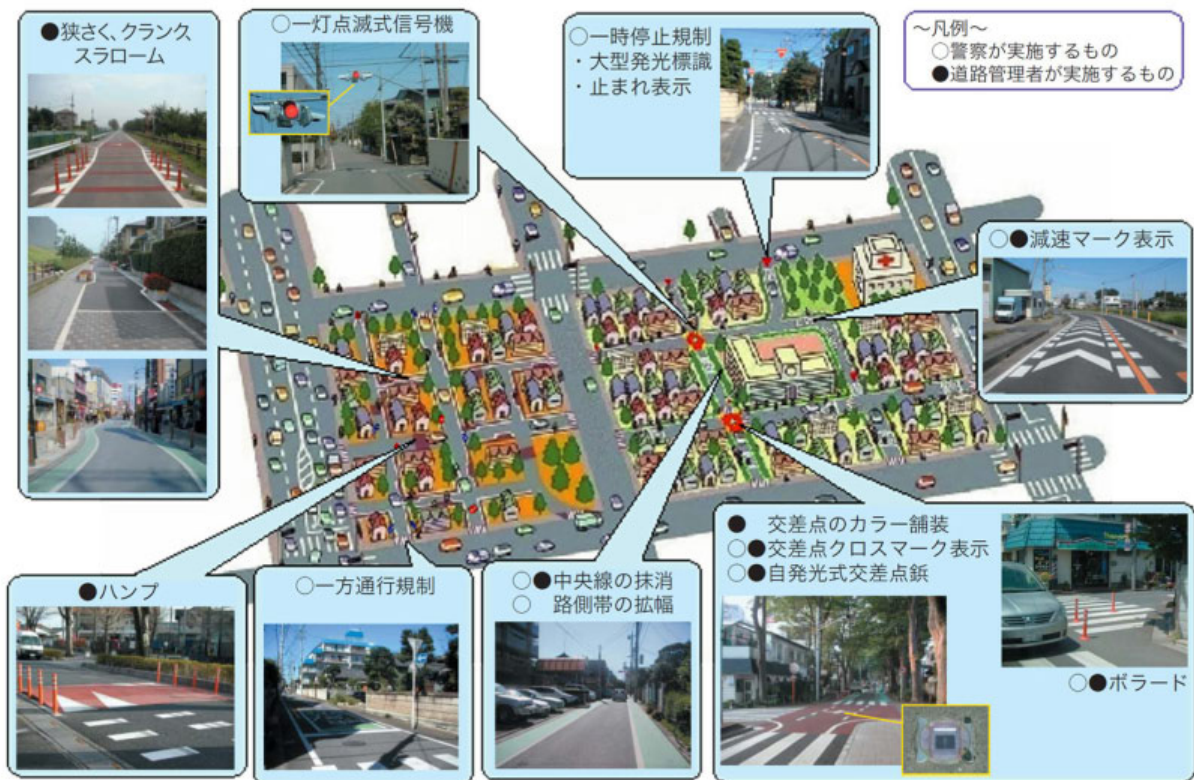 ●狭さく、クランク
スラローム
○一灯点滅式信号機
○一時停止規制
・大型発光標識
・止まれ表示
~凡例~
○警察が実施するもの
●道路管理者が実施するもの
○●減速マーク表示
●ハンプ
○一方通行規制
○●中央線の抹消
○ 路側帯の拡幅
● 交差点のカラー舗装
○●交差点クロスマーク表示
○●自発光式交差点鋲
○●ボラード